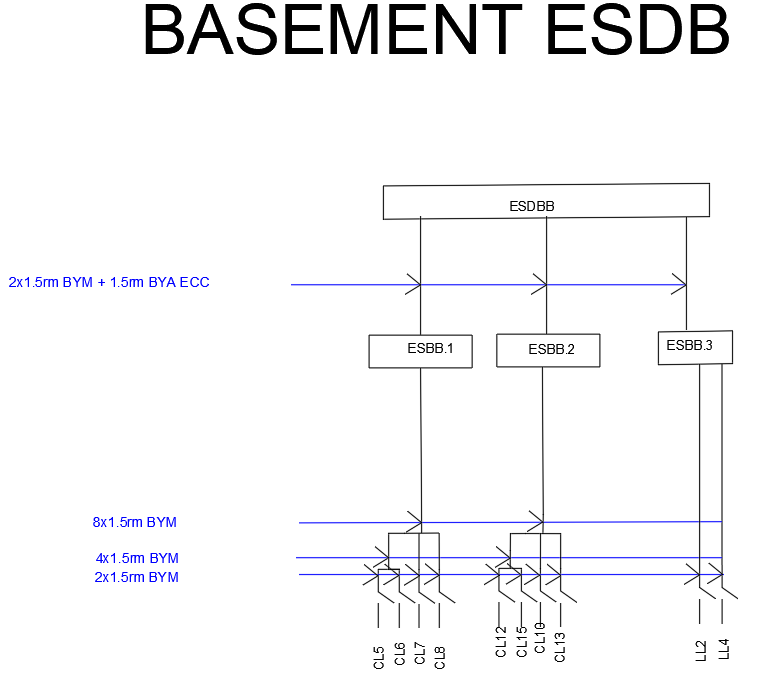 BASEMENT ESDB
ESDBB
2x1.5rm BYM + 1.5rm BYA ECC
ESBB.1
ESBB.2
ESBB.3
8x1.5rm BYM
4x1.5rm BYM
2x1.5rm BYM
CL5
CL6
CL7
CL8
CL12
CL15
CL10
CL13
LL2
LL4